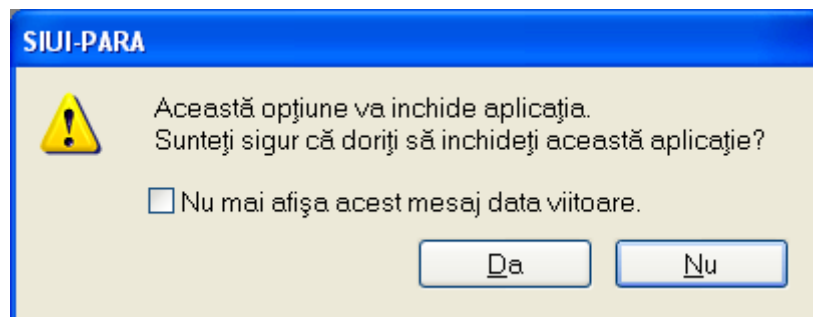 SIUI-PARA
Această opţiune va inchide aplicaţia.
Sunteţi sigur că doriţi să inchideţi această aplicaţie?
Nu mai afişa acest mesaj data viitoare.
Da
Nu